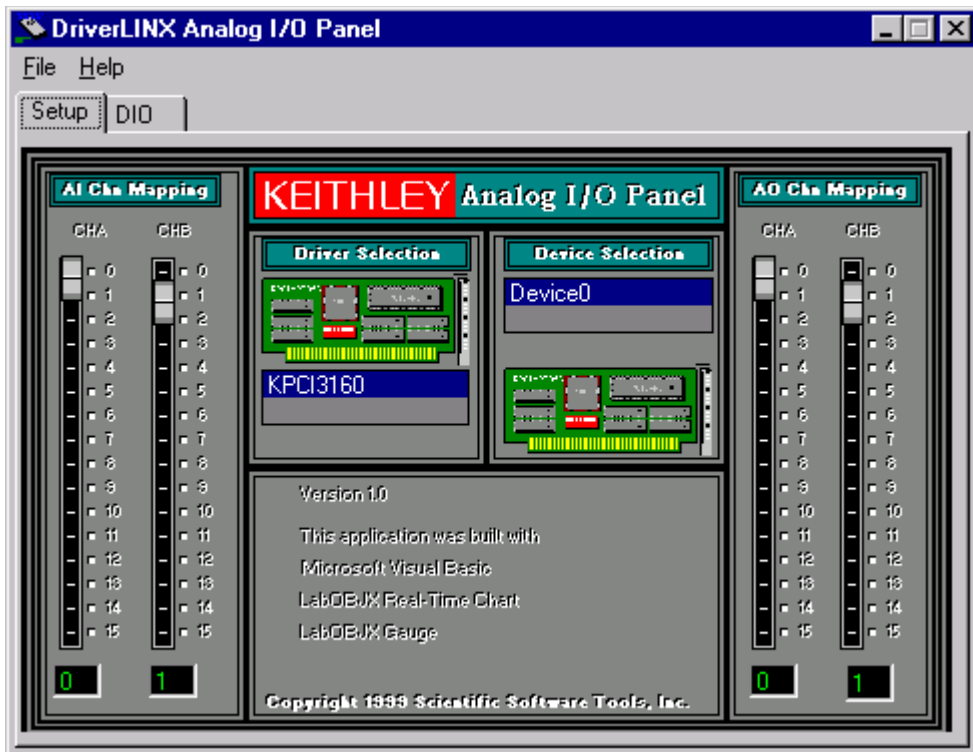 DriverLINX Analog I/O Panel
File Help
Setup DIO
AI Chn Mapping
CHA CHB
0 0
1 1
2 2
3 3
4 4
5 5
6 6
7 7
8 8
9 9
10 10
11 11
12 12
13 13
14 14
15 15
0 1
KEITHLEY Analog I/O Panel
Driver Selection
KPCI3160
Device Selection
Device0
Version 1.0
This application was built with
Microsoft Visual Basic
LabOBJX Real-Time Chart
LabOBJX Gauge
Copyright 1999 Scientific Software Tools, Inc.
AO Chn Mapping
CHA CHB
0 0
1 1
2 2
3 3
4 4
5 5
6 6
7 7
8 8
9 9
10 10
11 11
12 12
13 13
14 14
15 15
0 1